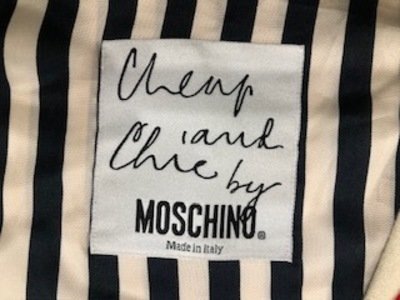 Cheap
and
Chic by
MOSCHINO®
Made in Italy